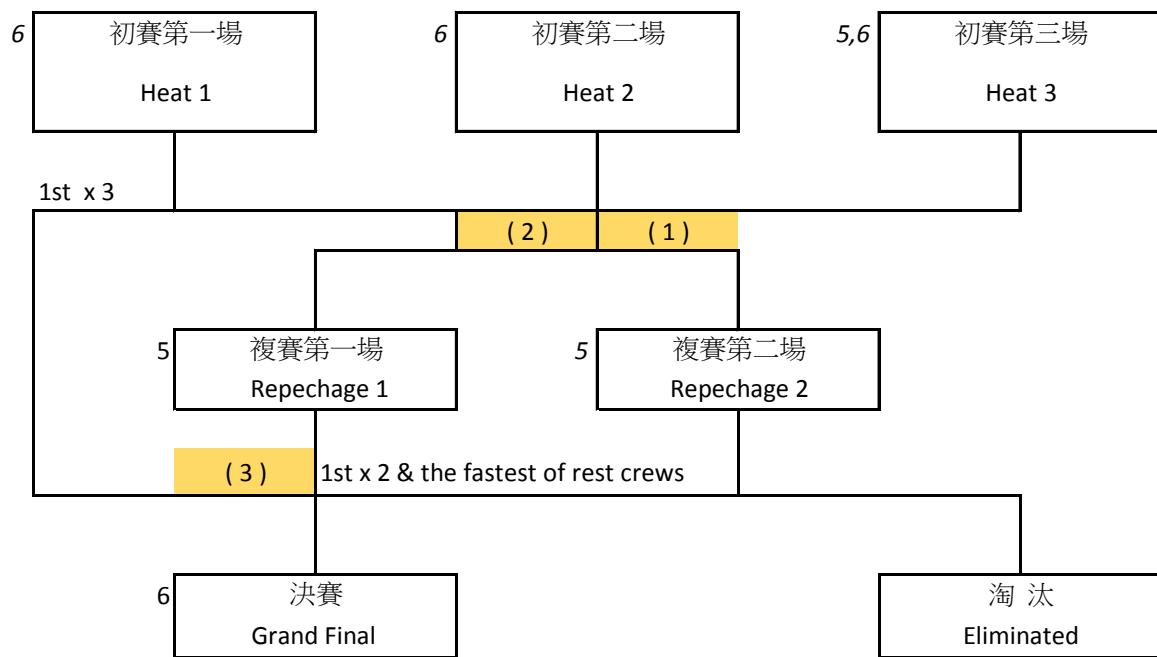 6
初賽第一場
Heat 1
6
初賽第二場
Heat 2
5,6
初賽第三場
Heat 3
1st x 3
( 2 )
( 1 )
5
複賽第一場
Repechage 1
5
複賽第二場
Repechage 2
( 3 )
1st x 2 & the fastest of rest crews
6
決賽
Grand Final
淘 汰
Eliminated